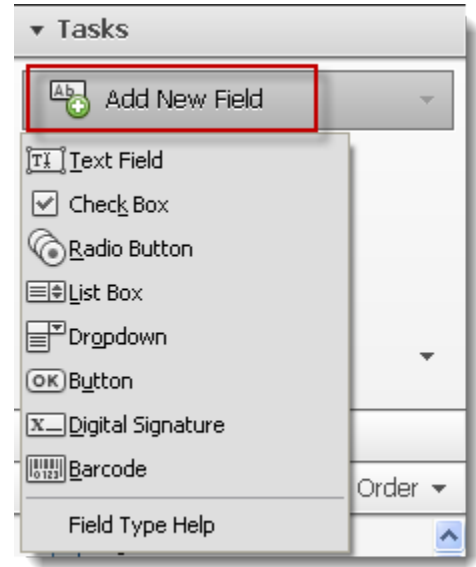 Tasks
Add New Field
Text Field
Check Box
Radio Button
List Box
Dropdown
OK Button
Digital Signature
Barcode
Order
Field Type Help